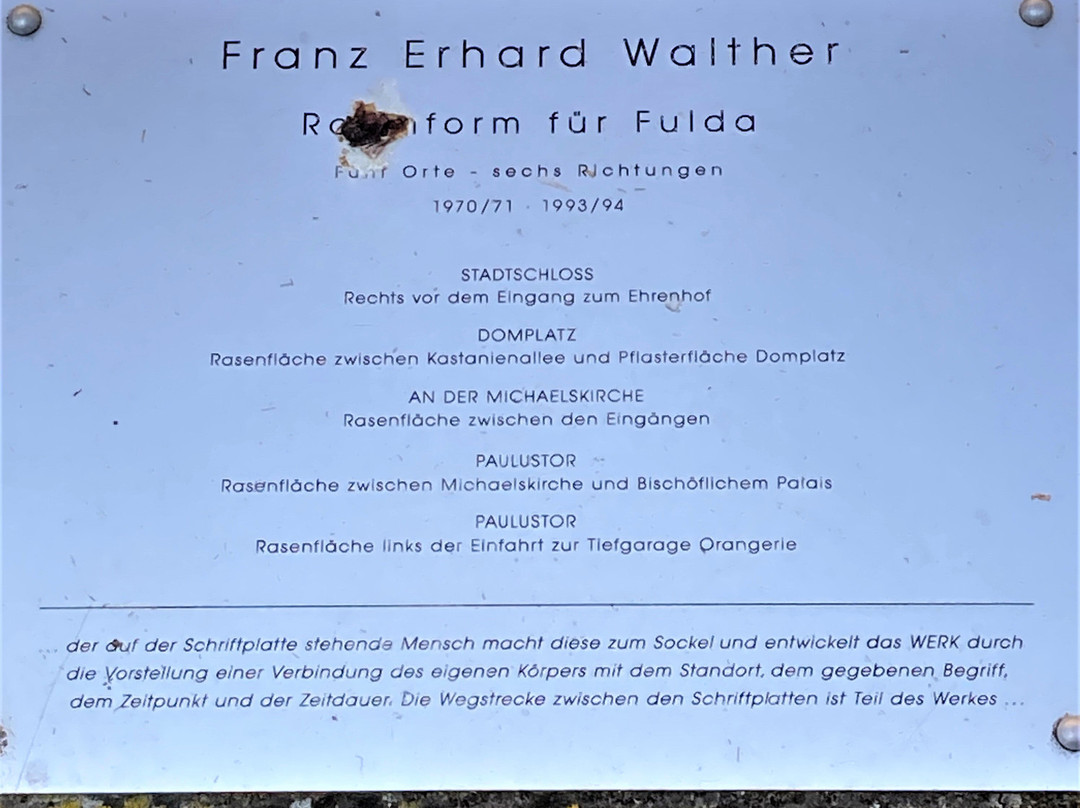 Franz Erhard Walther
form für Fulda
Fünf Orte - sechs Richtungen
1970/71 · 1993/94
STADTSCHLOSS
Rechts vor dem Eingang zum Ehrenhof
DOMPLATZ
Rasenfläche zwischen Kastanienallee und Pflasterfläche Domplatz
AN DER MICHAELSKIRCHE
Rasenfläche zwischen den Eingängen
PAULUSTOR
Rasenfläche zwischen Michaelskirche und Bischöflichem Palais
PAULUSTOR
Rasenfläche links der Einfahrt zur Tiefgarage Orangerie
... der auf der Schriftplatte stehende Mensch macht diese zum Sockel und entwickelt das WERK durch
die Vorstellung einer Verbindung des eigenen Körpers mit dem Standort, dem gegebenen Begriff,
dem Zeitpunkt und der Zeitdauer. Die Wegstrecke zwischen den Schriftplatten ist Teil des Werkes ...